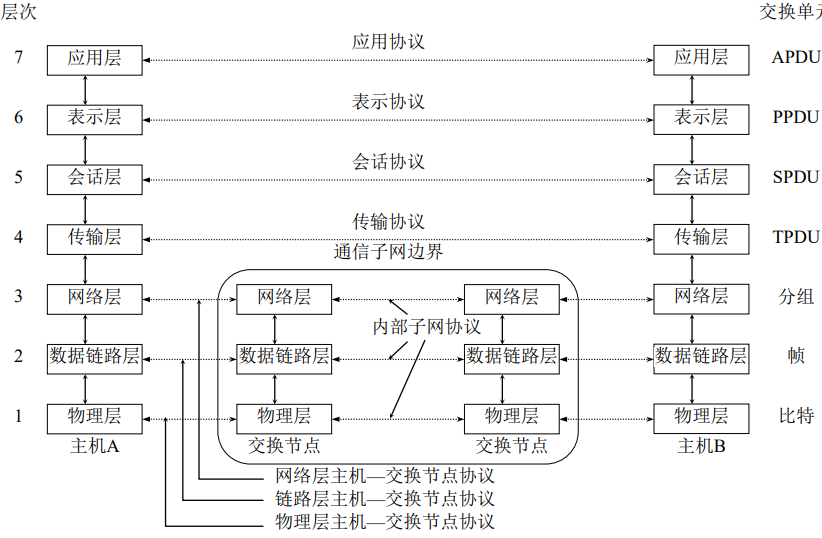 层次 交换单元
应用协议
7 应用层 应用层 APDU
表示协议
6 表示层 表示层 PPDU
会话协议
5 会话层 会话层 SPDU
传输协议
4 传输层 传输层 TPDU
通信子网边界
3 网络层 网络层 网络层 网络层 分组
内部子网协议
2 数据链路层 数据链路层 数据链路层 数据链路层 帧
1 物理层 物理层 物理层 物理层 比特
主机A 交换节点 交换节点 主机B
网络层主机—交换节点协议
链路层主机—交换节点协议
物理层主机—交换节点协议